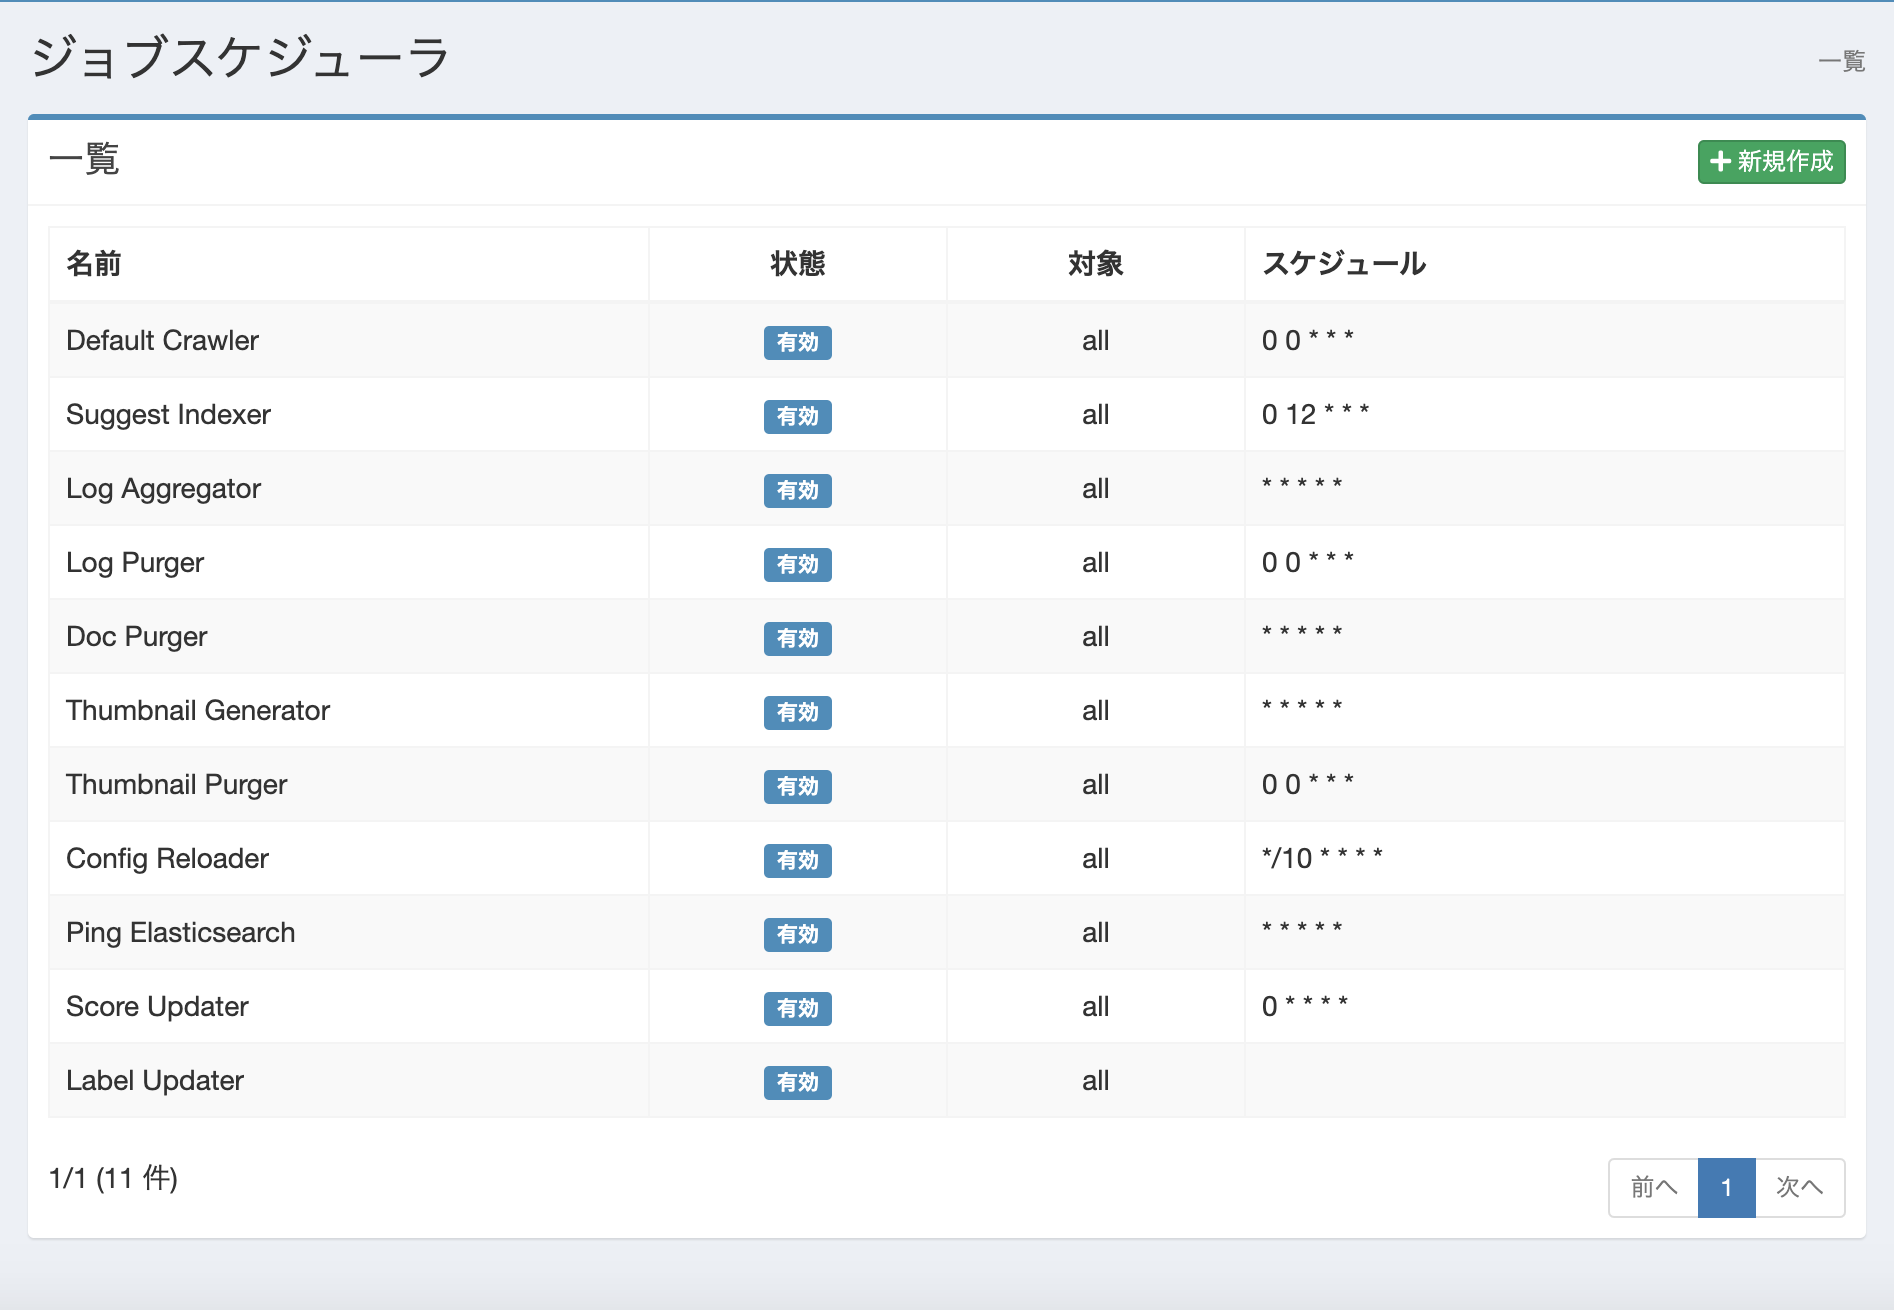 ジョブスケジューラ
一覧
一覧
新規作成
名前 状態 対象 スケジュール
Default Crawler 有効 all 0 0 * * *
Suggest Indexer 有効 all 0 12 * * *
Log Aggregator 有効 all * * * * *
Log Purger 有効 all 0 0 * * *
Doc Purger 有効 all * * * * *
Thumbnail Generator 有効 all * * * * *
Thumbnail Purger 有効 all 0 0 * * *
Config Reloader 有効 all */10 * * * *
Ping Elasticsearch 有効 all * * * * *
Score Updater 有効 all 0 * * * *
Label Updater 有効 all
1/1 (11 件)
前へ 1 次へ